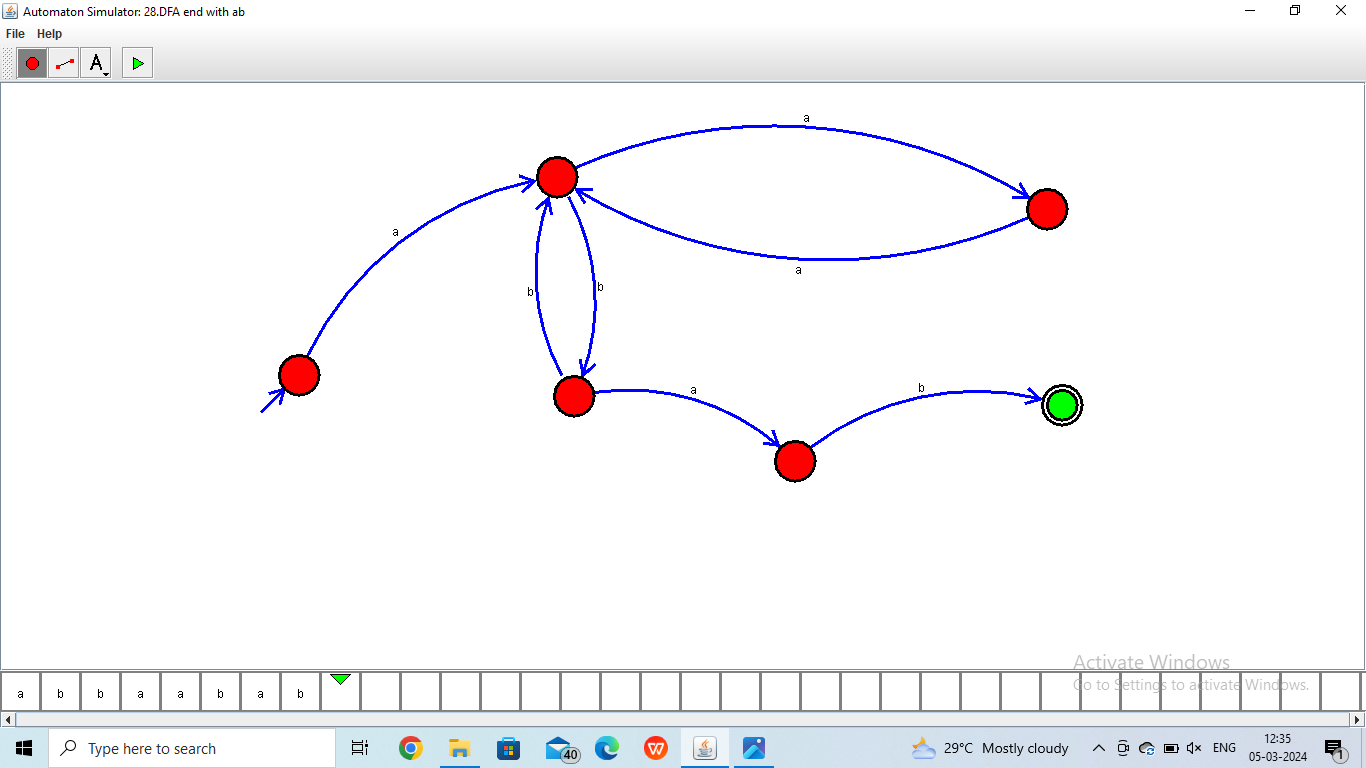 Automaton Simulator: 28.DFA end with ab
File Help
A
a
a
a
b
b
a
b
a b b a a b a b
Activate Windows
Go to Settings to activate Windows.
Type here to search
40
29°C Mostly cloudy
ENG
12:35
05-03-2024
1